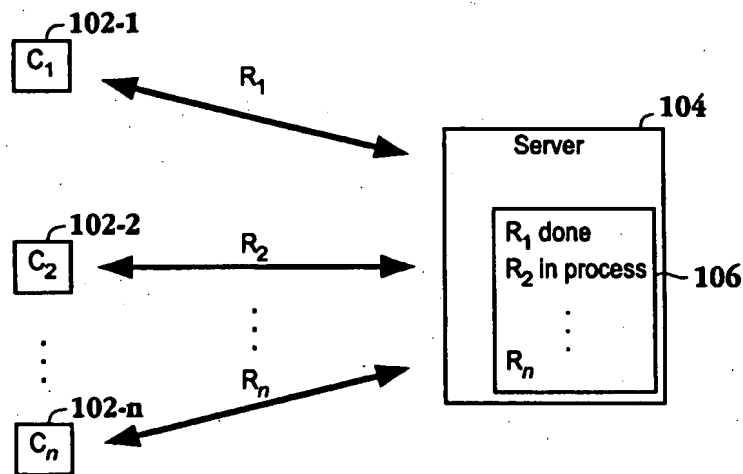 102-1
C₁
R₁
104
Server
102-2
C₂
R₂
R₁ done
R₂ in process
106
Rₙ
Rₙ
102-n
Cₙ